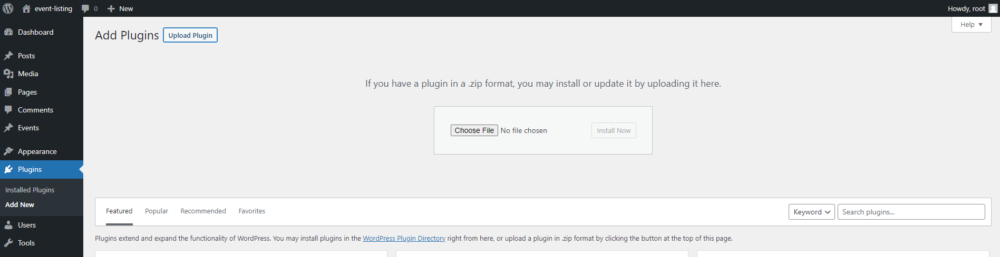 event-listing 0 New Howdy, root
Help
Dashboard
Posts
Media
Pages
Comments
Events
Appearance
Plugins
Installed Plugins
Add New
Users
Tools
Add Plugins Upload Plugin
If you have a plugin in a .zip format, you may install or update it by uploading it here.
Choose File No file chosen Install Now
Featured Popular Recommended Favorites Keyword Search plugins...
Plugins extend and expand the functionality of WordPress. You may install plugins in the WordPress Plugin Directory right from here, or upload a plugin in .zip format by clicking the button at the top of this page.